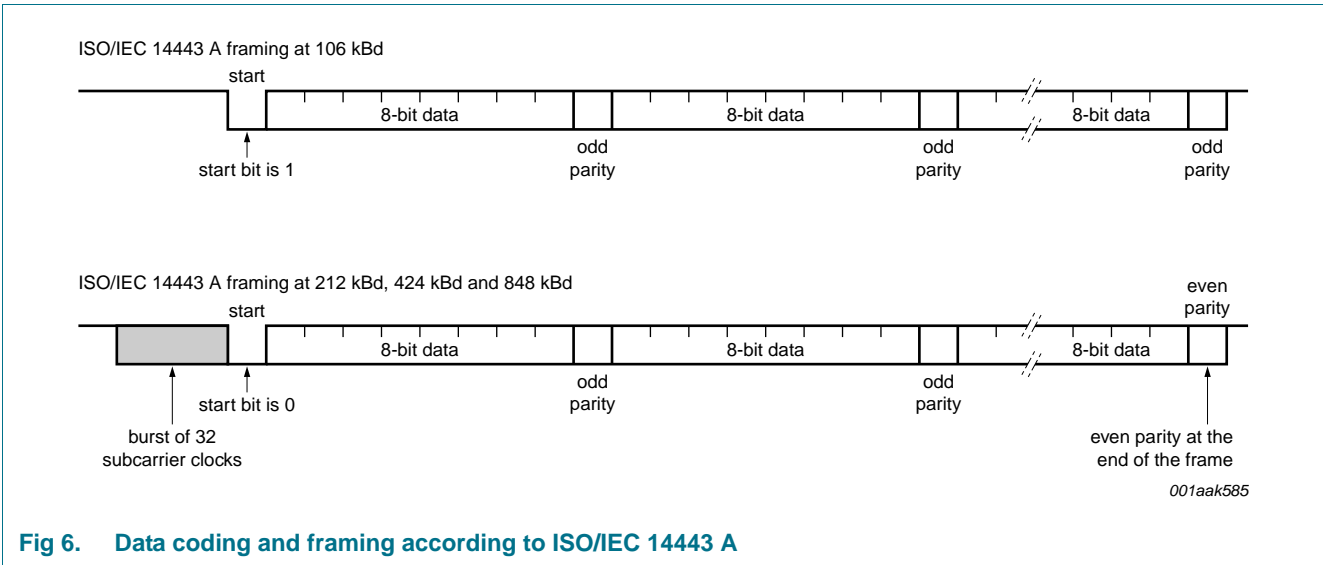 ISO/IEC 14443 A framing at 106 kBd
start
8-bit data
8-bit data
8-bit data
start bit is 1
odd
parity
odd
parity
odd
parity
ISO/IEC 14443 A framing at 212 kBd, 424 kBd and 848 kBd
start
even
parity
8-bit data
8-bit data
8-bit data
start bit is 0
odd
parity
odd
parity
burst of 32
subcarrier clocks
even parity at the
end of the frame
001aak585
Fig 6. Data coding and framing according to ISO/IEC 14443 A